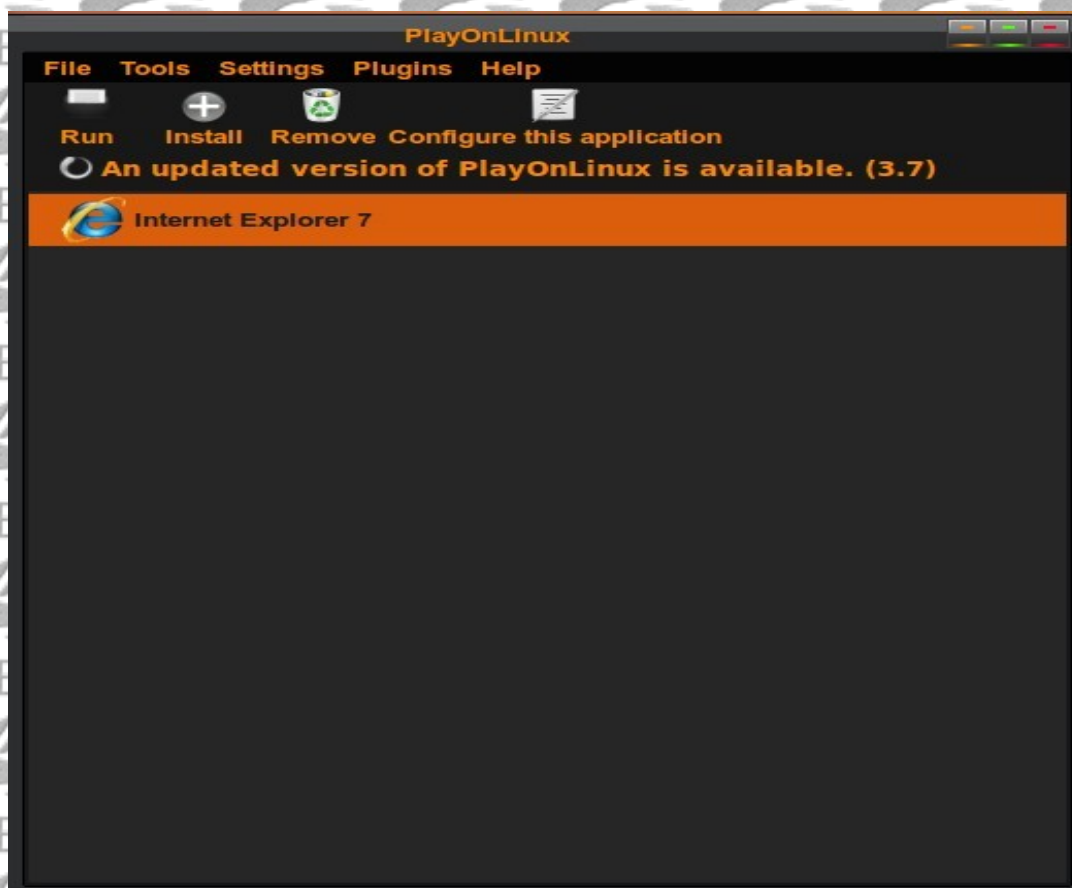 PlayOnLinux
File Tools Settings Plugins Help
Run Install Remove Configure this application
An updated version of PlayOnLinux is available. (3.7)
Internet Explorer 7